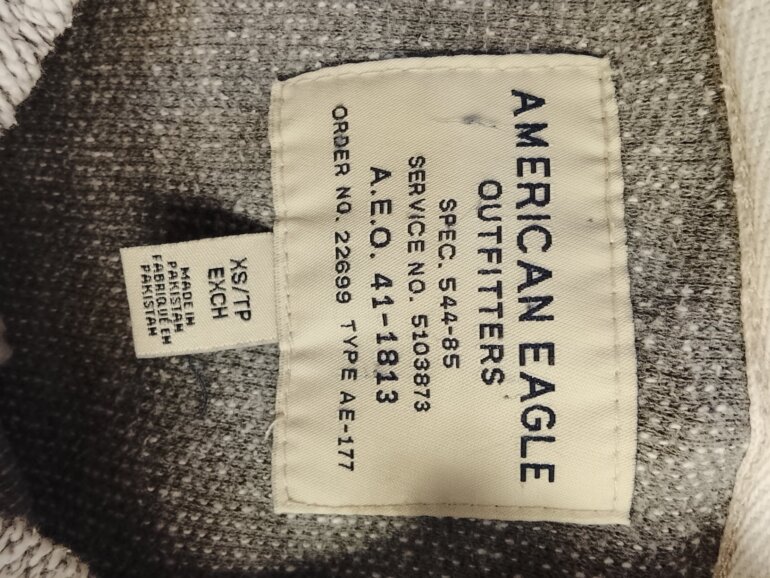 AMERICAN EAGLE
OUTFITTERS
SPEC. 544-85
SERVICE NO. 5103873
A.E.O. 41-1813
ORDER NO. 22699 TYPE AE-177
XS/TP
EXCH
MADE IN
PAKISTAN
FABRIQUÉ EN
PAKISTAN